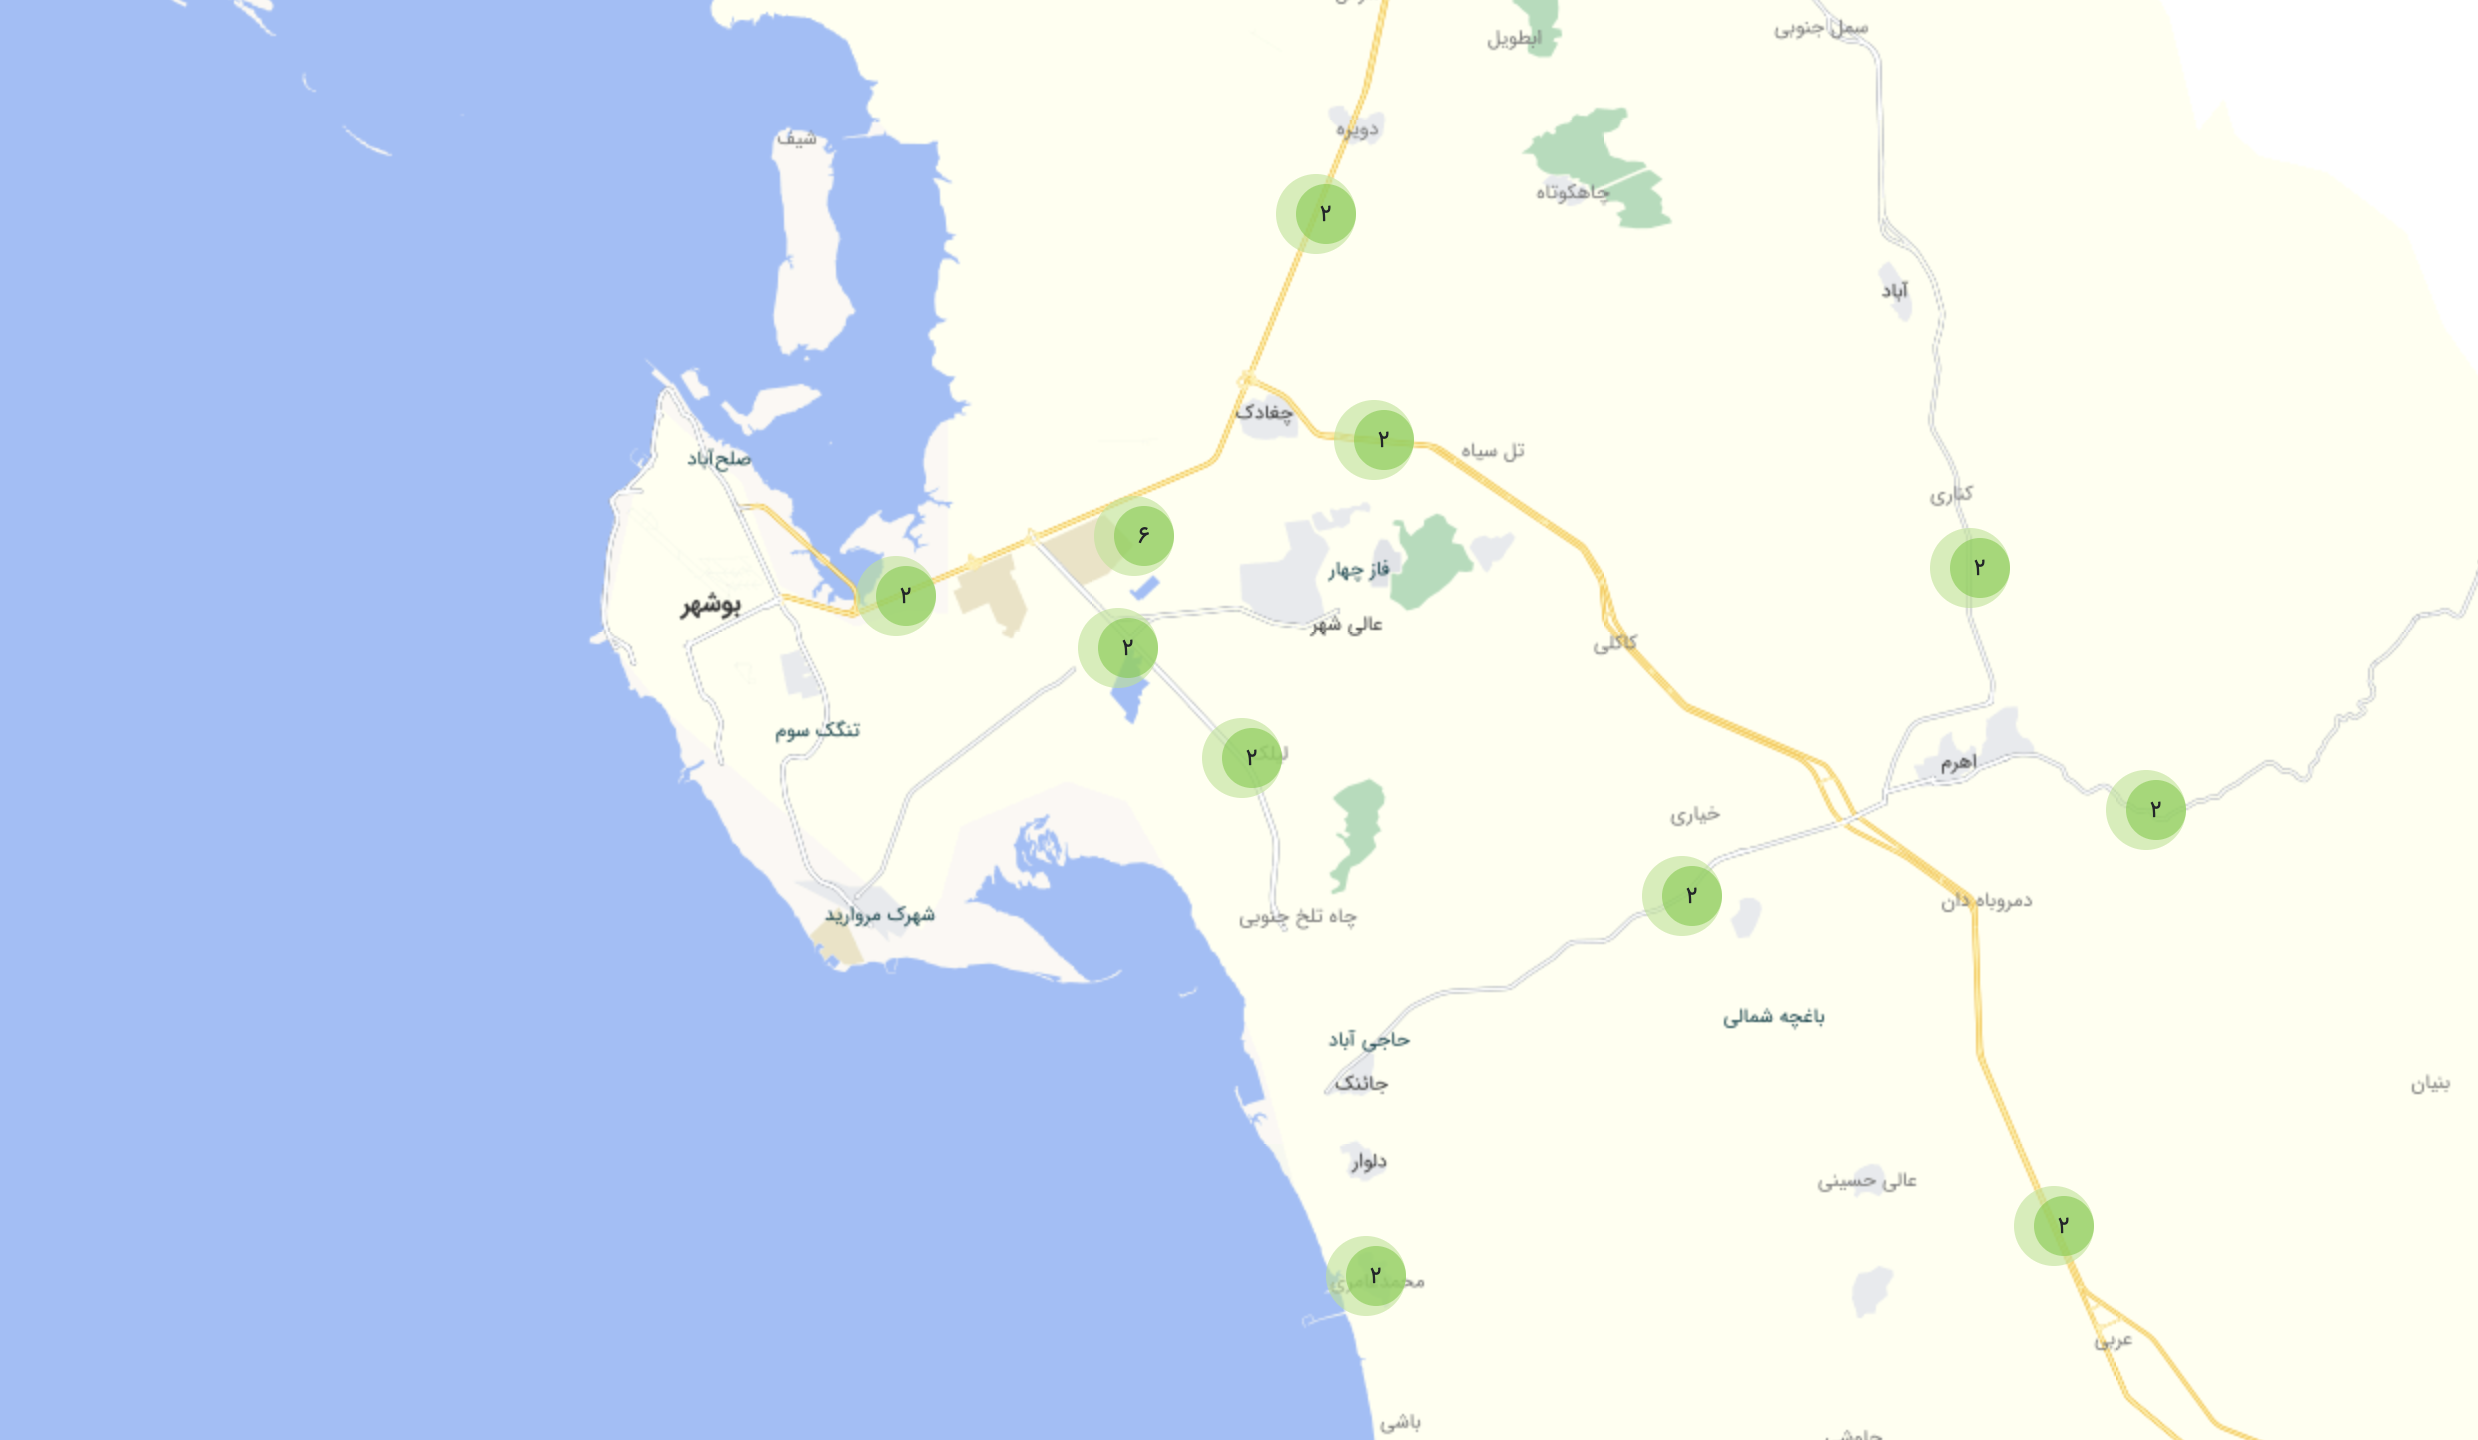 سمل جنوبی
ابطویل
دویره
شیف
چاهکوتاه
۲
آباد
چغادک
۲
تل سیاه
صلح‌آباد
کناری
۶
۲
فاز چهار
۲
بوشهر
عالی شهر
کاکلی
۲
تنگک سوم
۲
اهرم
۲
خیاری
۲
دمروباه دان
شهرک مروارید
چاه تلخ جنوبی
باغچه شمالی
حاجی آباد
جائنک
بنیان
دلوار
عالی حسینی
۲
۲
عربی
باشی